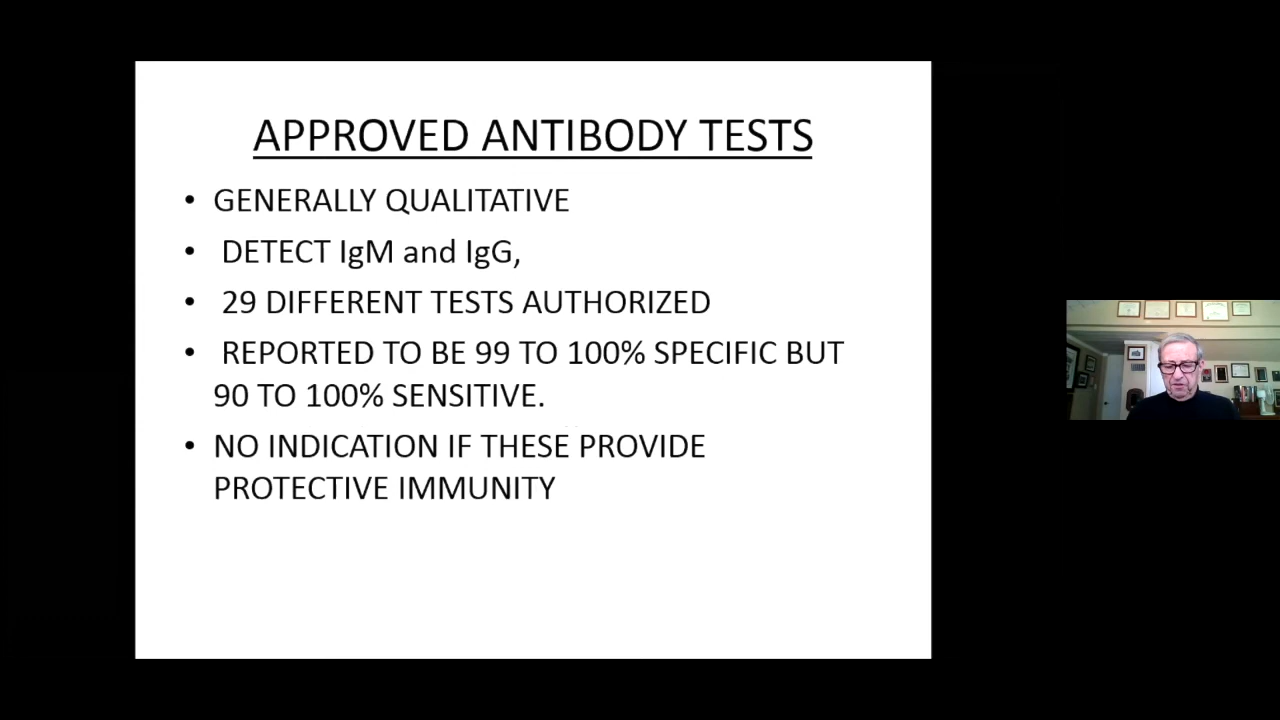 APPROVED ANTIBODY TESTS
• GENERALLY QUALITATIVE
• DETECT IgM and IgG,
• 29 DIFFERENT TESTS AUTHORIZED
• REPORTED TO BE 99 TO 100% SPECIFIC BUT
90 TO 100% SENSITIVE.
• NO INDICATION IF THESE PROVIDE
PROTECTIVE IMMUNITY